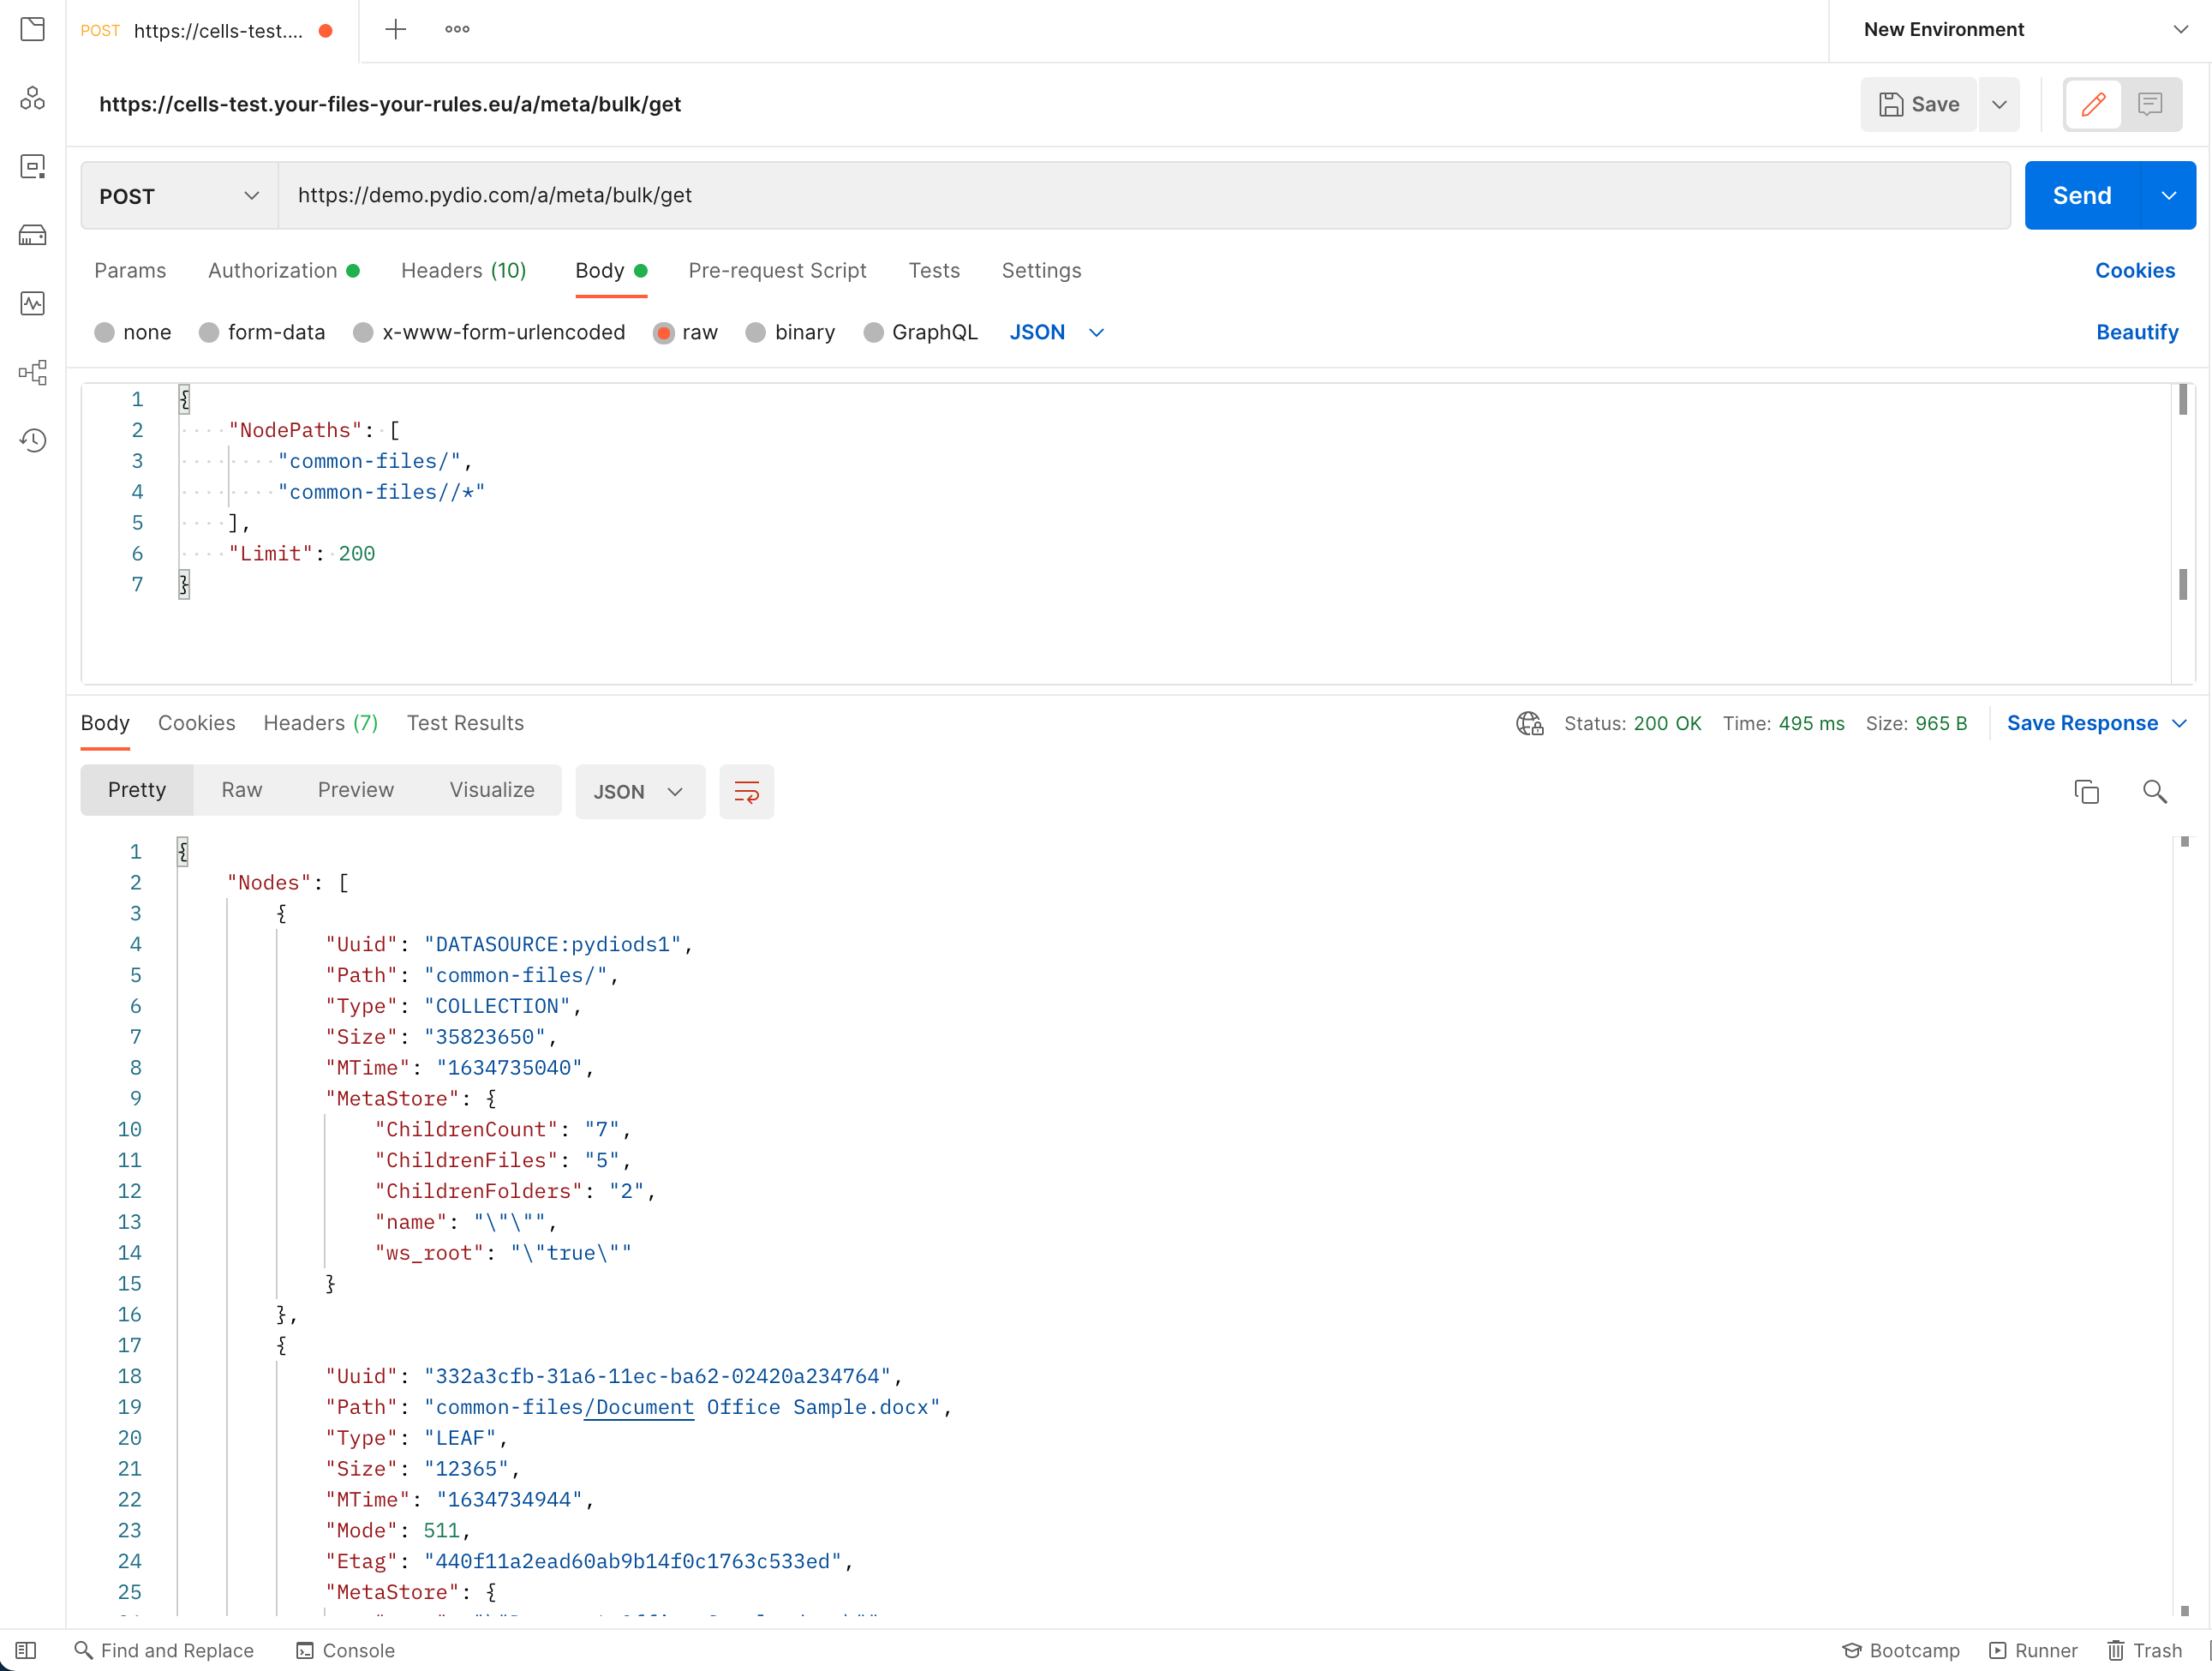 POST https://cells-test....
New Environment
https://cells-test.your-files-your-rules.eu/a/meta/bulk/get
Save
POST https://demo.pydio.com/a/meta/bulk/get Send
Params Authorization Headers (10) Body Pre-request Script Tests Settings Cookies
none form-data x-www-form-urlencoded raw binary GraphQL JSON Beautify
1 {
2 "NodePaths": [
3 "common-files/",
4 "common-files//*"
5 ],
6 "Limit": 200
7 }
Body Cookies Headers (7) Test Results Status: 200 OK Time: 495 ms Size: 965 B Save Response
Pretty Raw Preview Visualize JSON
1 {
2 "Nodes": [
3 {
4 "Uuid": "DATASOURCE:pydiods1",
5 "Path": "common-files/",
6 "Type": "COLLECTION",
7 "Size": "35823650",
8 "MTime": "1634735040",
9 "MetaStore": {
10 "ChildrenCount": "7",
11 "ChildrenFiles": "5",
12 "ChildrenFolders": "2",
13 "name": "\"\"",
14 "ws_root": "\"true\""
15 }
16 },
17 {
18 "Uuid": "332a3cfb-31a6-11ec-ba62-02420a234764",
19 "Path": "common-files/Document Office Sample.docx",
20 "Type": "LEAF",
21 "Size": "12365",
22 "MTime": "1634734944",
23 "Mode": 511,
24 "Etag": "440f11a2ead60ab9b14f0c1763c533ed",
25 "MetaStore": {
Find and Replace Console Bootcamp Runner Trash